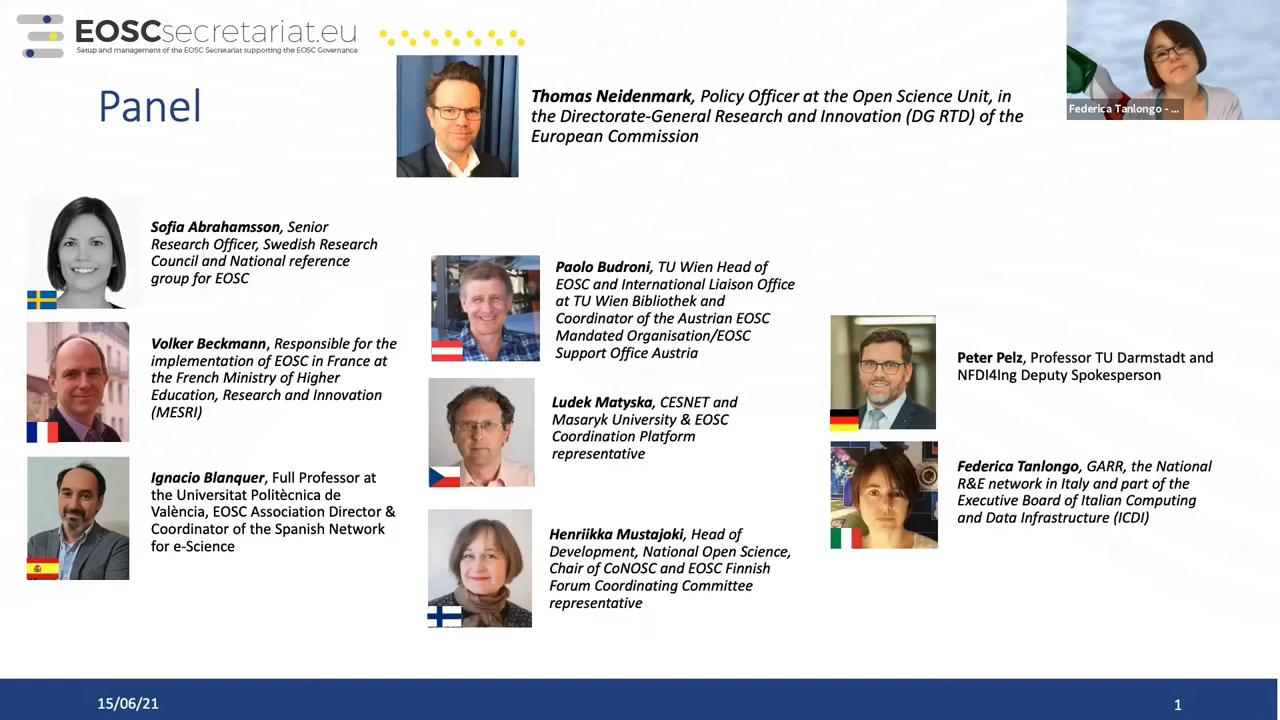 EOSCsecretariat.eu
Setup and management of the EOSC Secretariat supporting the EOSC Governance
Panel
Thomas Neidenmark, Policy Officer at the Open Science Unit, in
the Directorate-General Research and Innovation (DG RTD) of the
European Commission
Federica Tanlongo - ...
Sofia Abrahamsson, Senior
Research Officer, Swedish Research
Council and National reference
group for EOSC
Volker Beckmann, Responsible for the
implementation of EOSC in France at
the French Ministry of Higher
Education, Research and Innovation
(MESRI)
Ignacio Blanquer, Full Professor at
the Universitat Politècnica de
València, EOSC Association Director &
Coordinator of the Spanish Network
for e-Science
Paolo Budroni, TU Wien Head of
EOSC and International Liaison Office
at TU Wien Bibliothek and
Coordinator of the Austrian EOSC
Mandated Organisation/EOSC
Support Office Austria
Ludek Matyska, CESNET and
Masaryk University & EOSC
Coordination Platform
representative
Henriikka Mustajoki, Head of
Development, National Open Science,
Chair of CoNOSC and EOSC Finnish
Forum Coordinating Committee
representative
Peter Pelz, Professor TU Darmstadt and
NFDI4Ing Deputy Spokesperson
Federica Tanlongo, GARR, the National
R&E network in Italy and part of the
Executive Board of Italian Computing
and Data Infrastructure (ICDI)
15/06/21
1